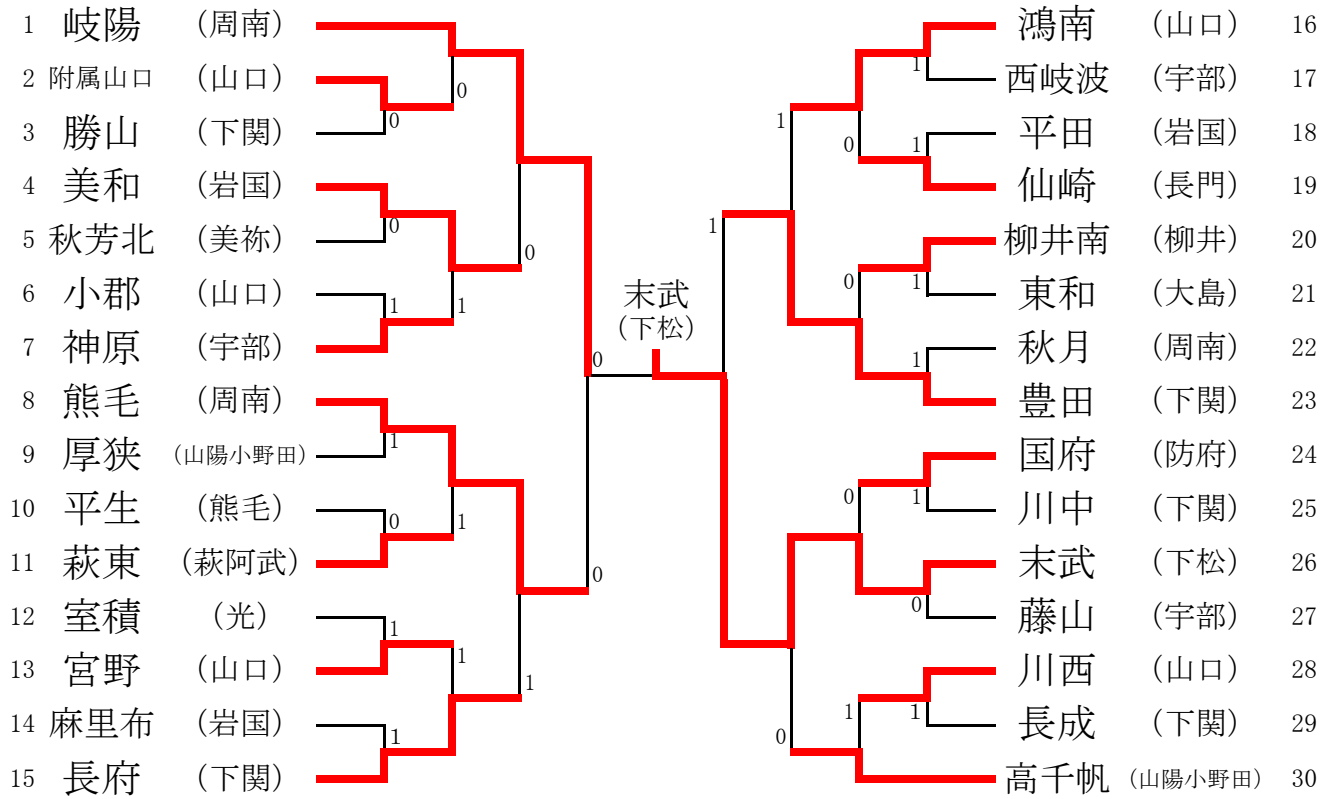 1 岐陽 (周南)
2 附属山口 (山口)
0
3 勝山 (下関)
0
4 美和 (岩国)
5 秋芳北 (美祢)
0
0
6 小郡 (山口)
1
1
7 神原 (宇部)
8 熊毛 (周南)
9 厚狭 (山陽小野田)
1
10 平生 (熊毛)
0
1
11 萩東 (萩阿武)
0
12 室積 (光)
1
1
13 宮野 (山口)
1
14 麻里布 (岩国)
1
15 長府 (下関)
末武
(下松)
0
鴻南 (山口) 16
1
西岐波 (宇部) 17
1
平田 (岩国) 18
0
1
仙崎 (長門) 19
1
柳井南 (柳井) 20
0
1
東和 (大島) 21
秋月 (周南) 22
1
豊田 (下関) 23
国府 (防府) 24
0
1
川中 (下関) 25
末武 (下松) 26
0
藤山 (宇部) 27
川西 (山口) 28
1
1
長成 (下関) 29
0
高千帆 (山陽小野田) 30